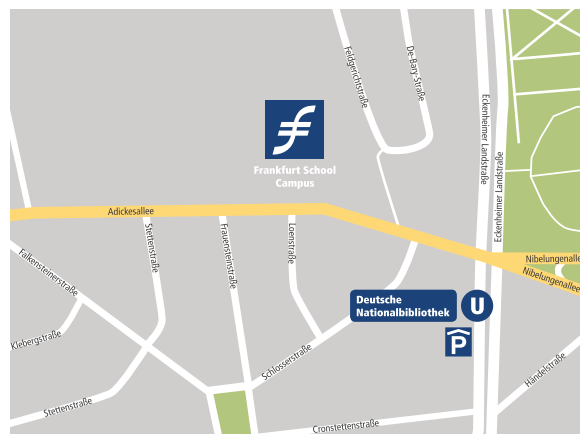 Feldgerichtstraße
De-Bary-Straße
Eckenheimer Landstraße
Eckenheimer Landstraße
Frankfurt School
Campus
Adickesallee
Nibelungenallee
Nibelungenallee
Falkensteinerstraße
Stettenstraße
Frauensteinstraße
Loenstraße
Deutsche
Nationalbibliothek
U
P
Klebergstraße
Schlosserstraße
Händelstraße
Stettenstraße
Cronstettenstraße